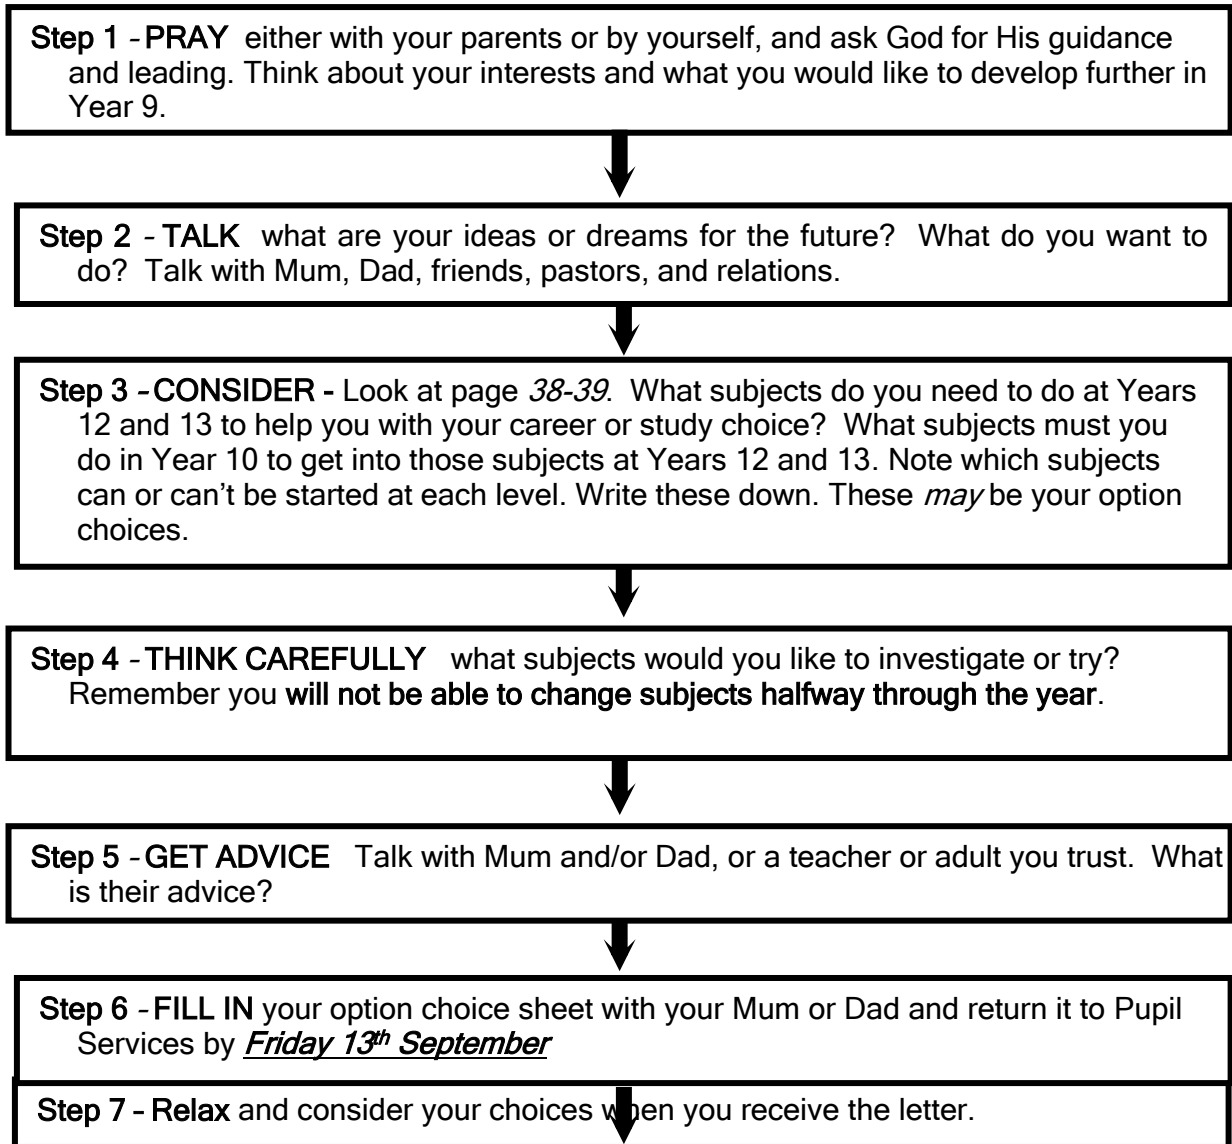 Step 1 - PRAY either with your parents or by yourself, and ask God for His guidance
and leading. Think about your interests and what you would like to develop further in
Year 9.
Step 2 - TALK what are your ideas or dreams for the future? What do you want to
do? Talk with Mum, Dad, friends, pastors, and relations.
Step 3 - CONSIDER - Look at page 38-39. What subjects do you need to do at Years
12 and 13 to help you with your career or study choice? What subjects must you
do in Year 10 to get into those subjects at Years 12 and 13. Note which subjects
can or can't be started at each level. Write these down. These may be your option
choices.
Step 4 - THINK CAREFULLY what subjects would you like to investigate or try?
Remember you will not be able to change subjects halfway through the year.
Step 5 - GET ADVICE Talk with Mum and/or Dad, or a teacher or adult you trust. What
is their advice?
Step 6 - FILL IN your option choice sheet with your Mum or Dad and return it to Pupil
Services by Friday 13th September
Step 7 - Relax and consider your choices when you receive the letter.